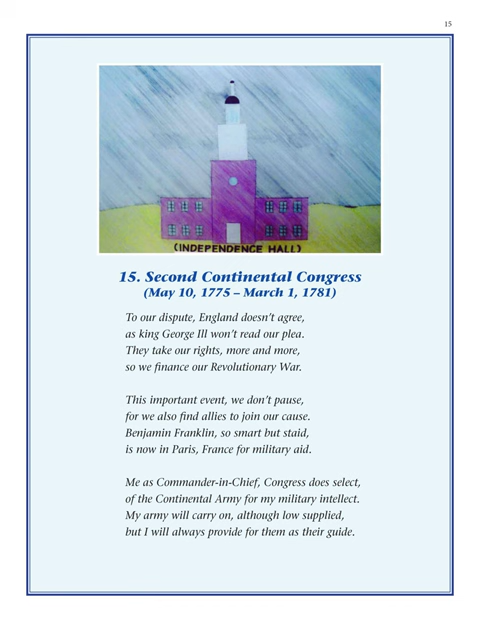 15
(INDEPENDENCE HALL)
15. Second Continental Congress
(May 10, 1775 – March 1, 1781)
To our dispute, England doesn't agree,
as king George Ill won't read our plea.
They take our rights, more and more,
so we finance our Revolutionary War.
This important event, we don't pause,
for we also find allies to join our cause.
Benjamin Franklin, so smart but staid,
is now in Paris, France for military aid.
Me as Commander-in-Chief, Congress does select,
of the Continental Army for my military intellect.
My army will carry on, although low supplied,
but I will always provide for them as their guide.